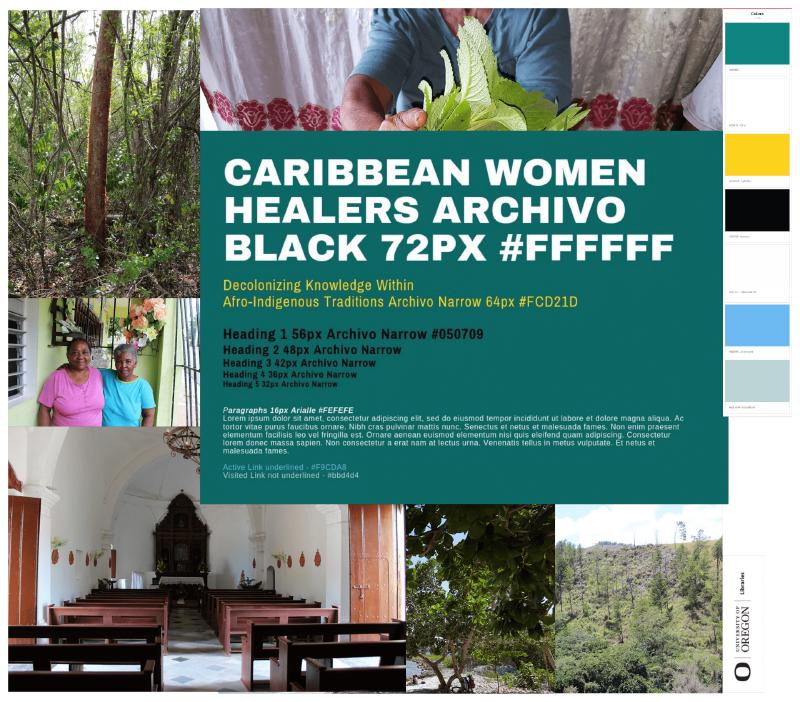 CARIBBEAN WOMEN
HEALERS ARCHIVO
BLACK 72PX #FFFFFF
Decolonizing Knowledge Within
Afro-Indigenous Traditions Archivo Narrow 64px #FCD21D
Heading 1 56px Archivo Narrow #050709
Heading 2 48px Archivo Narrow
Heading 3 42px Archivo Narrow
Heading 4 36px Archivo Narrow
Heading 5 32px Archivo Narrow
Paragraphs 16px Arialle #FEFEFE
Lorem ipsum dolor sit amet, consectetur adipiscing elit, sed do eiusmod tempor incididunt ut labore et dolore magna aliqua. Ac
tortor vitae purus faucibus ornare. Nibh cras pulvinar mattis nunc. Senectus et netus et malesuada fames. Non enim praesent
elementum facilisis leo vel fringilla est. Ornare aenean euismod elementum nisi quis eleifend quam adipiscing. Consectetur
lorem donec massa sapien. Non consectetur a erat nam at lectus urna. Venenatis tellus in metus vulputate. Et netus et
malesuada fames.
Active Link underlined - #F9CDA8
Visited Link not underlined - #bbd4d4
Colors
O
UNIVERSITY OF
OREGON
Libraries